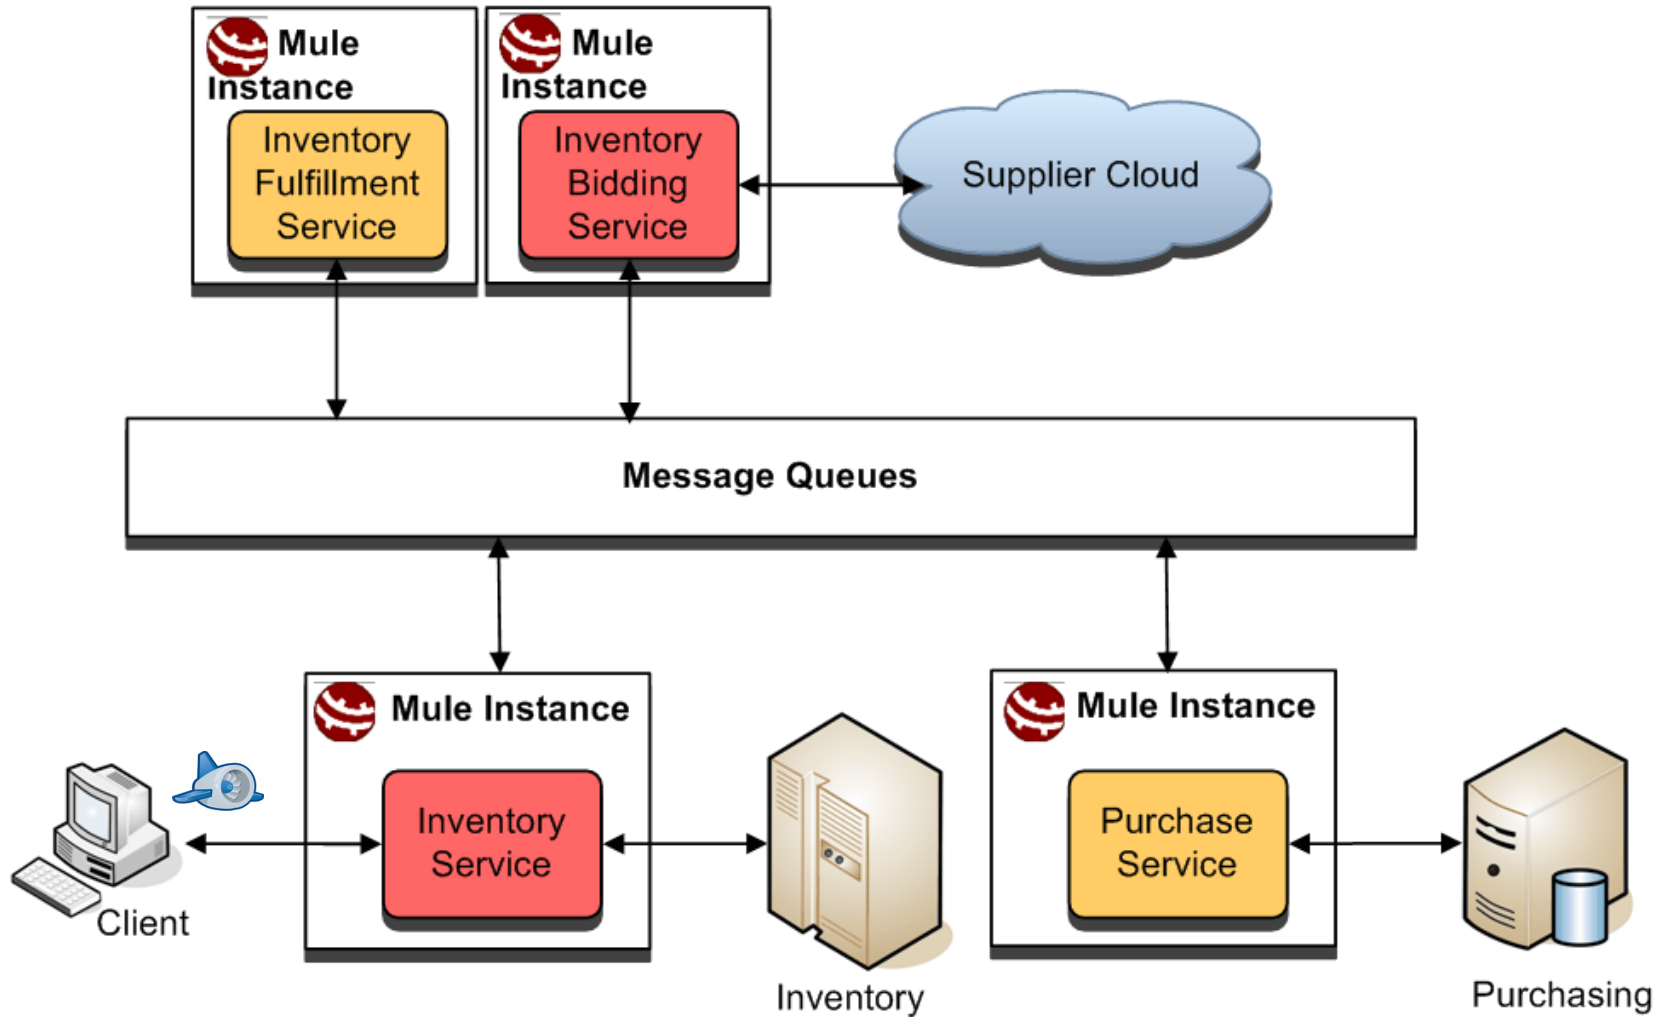 Mule
Instance
Inventory
Fulfillment
Service
Mule
Instance
Inventory
Bidding
Service
Supplier Cloud
Message Queues
Mule Instance
Inventory
Service
Client
Inventory
Mule Instance
Purchase
Service
Purchasing